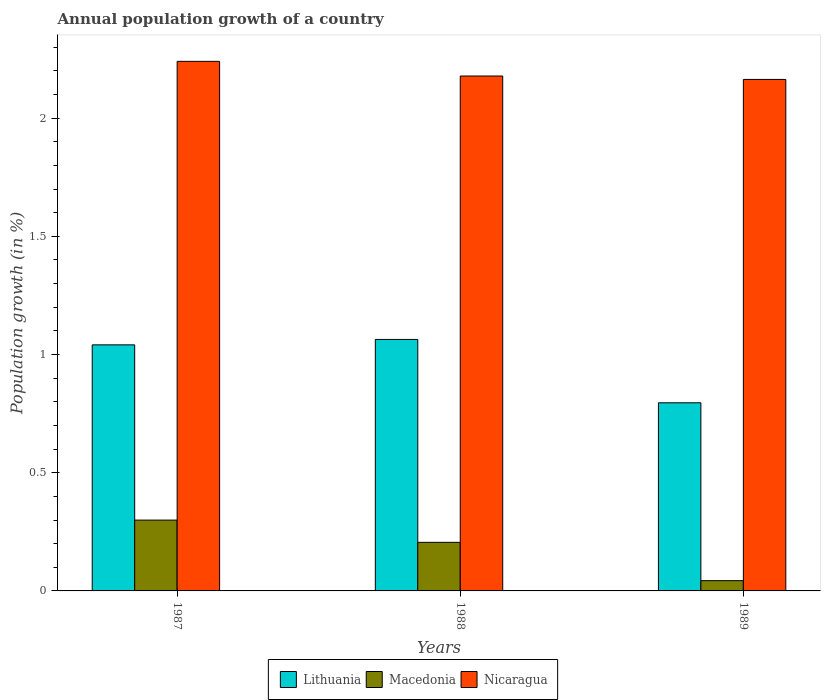 Annual population growth of a country
Population growth (in %)
2
1.5
1
0.5
0
1987
1988
1989
Years
Lithuania
Macedonia
Nicaragua